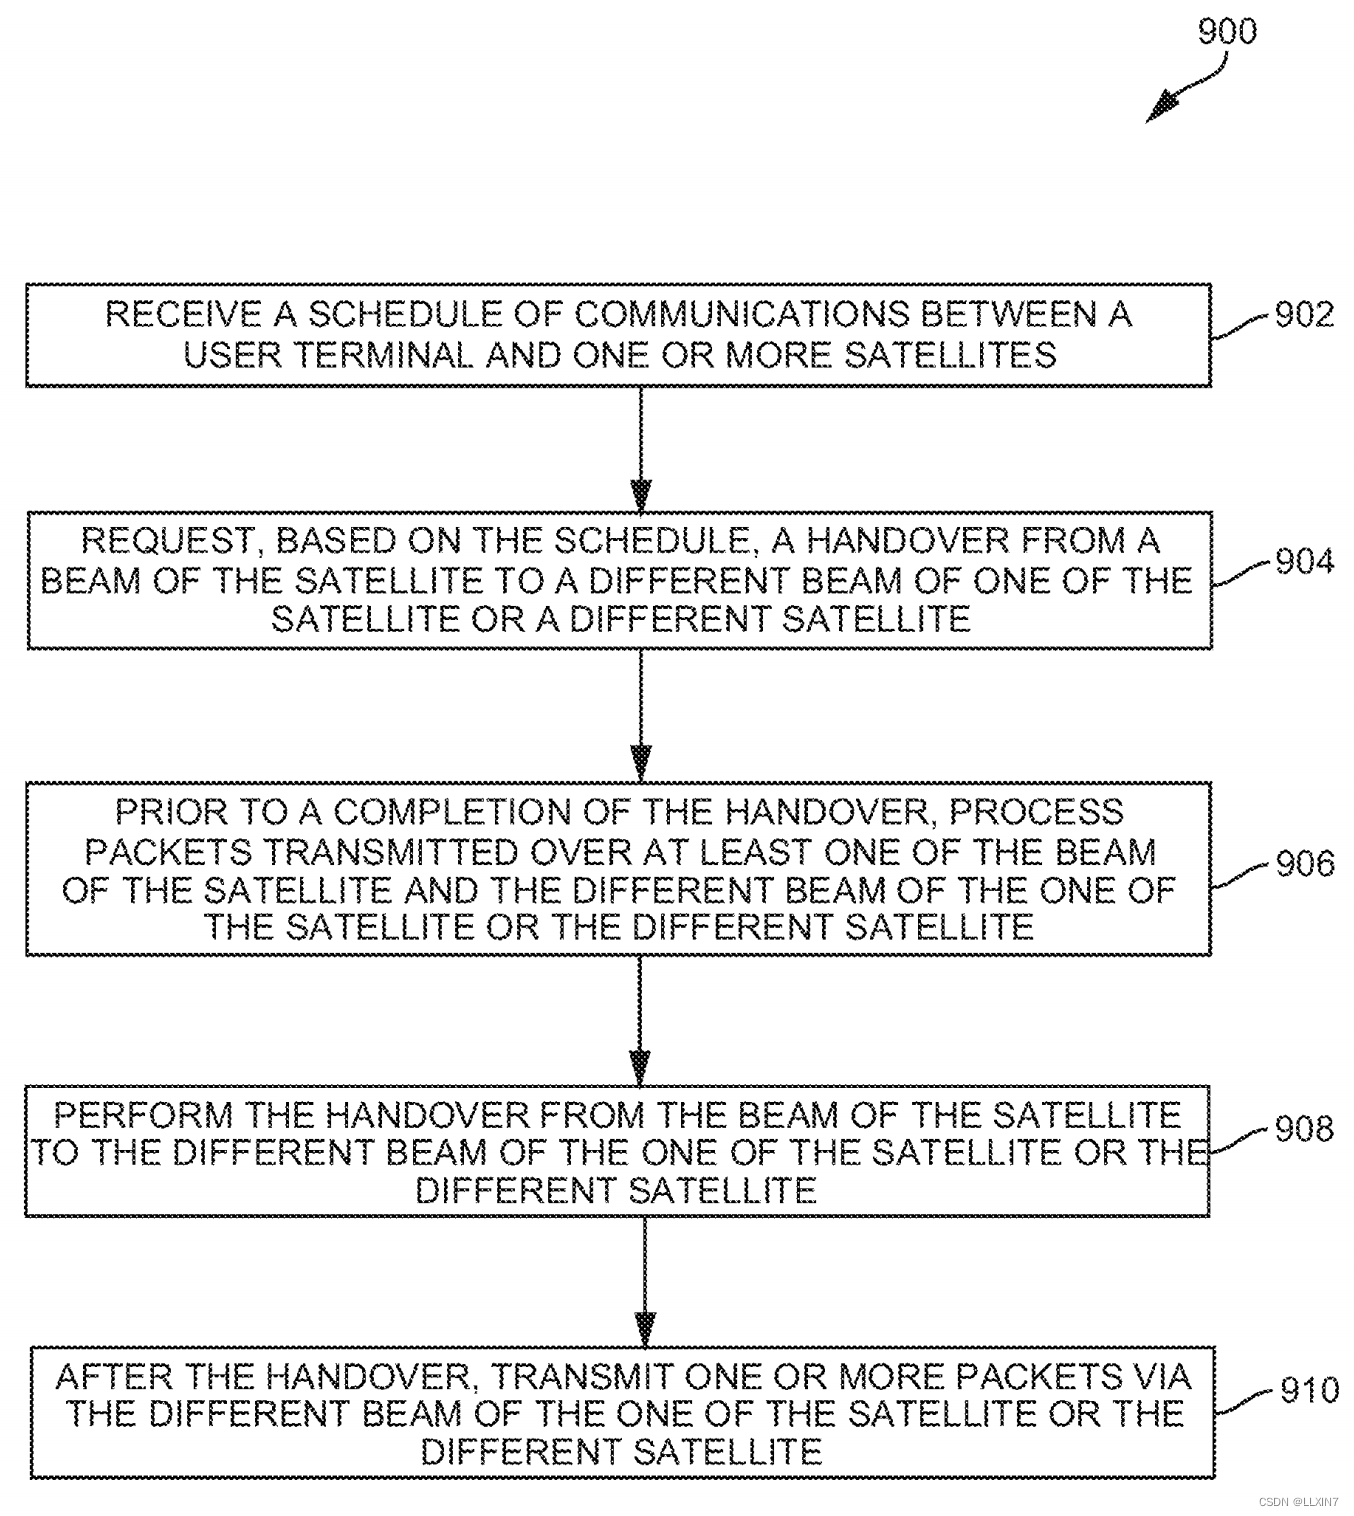 900
RECEIVE A SCHEDULE OF COMMUNICATIONS BETWEEN A
USER TERMINAL AND ONE OR MORE SATELLITES
902
REQUEST, BASED ON THE SCHEDULE, A HANDOVER FROM A
BEAM OF THE SATELLITE TO A DIFFERENT BEAM OF ONE OF THE
SATELLITE OR A DIFFERENT SATELLITE
904
PRIOR TO A COMPLETION OF THE HANDOVER, PROCESS
PACKETS TRANSMITTED OVER AT LEAST ONE OF THE BEAM
OF THE SATELLITE AND THE DIFFERENT BEAM OF THE ONE OF
THE SATELLITE OR THE DIFFERENT SATELLITE
906
PERFORM THE HANDOVER FROM THE BEAM OF THE SATELLITE
TO THE DIFFERENT BEAM OF THE ONE OF THE SATELLITE OR THE
DIFFERENT SATELLITE
908
AFTER THE HANDOVER, TRANSMIT ONE OR MORE PACKETS VIA
THE DIFFERENT BEAM OF THE ONE OF THE SATELLITE OR THE
DIFFERENT SATELLITE
910
CSDN @LLXIN7